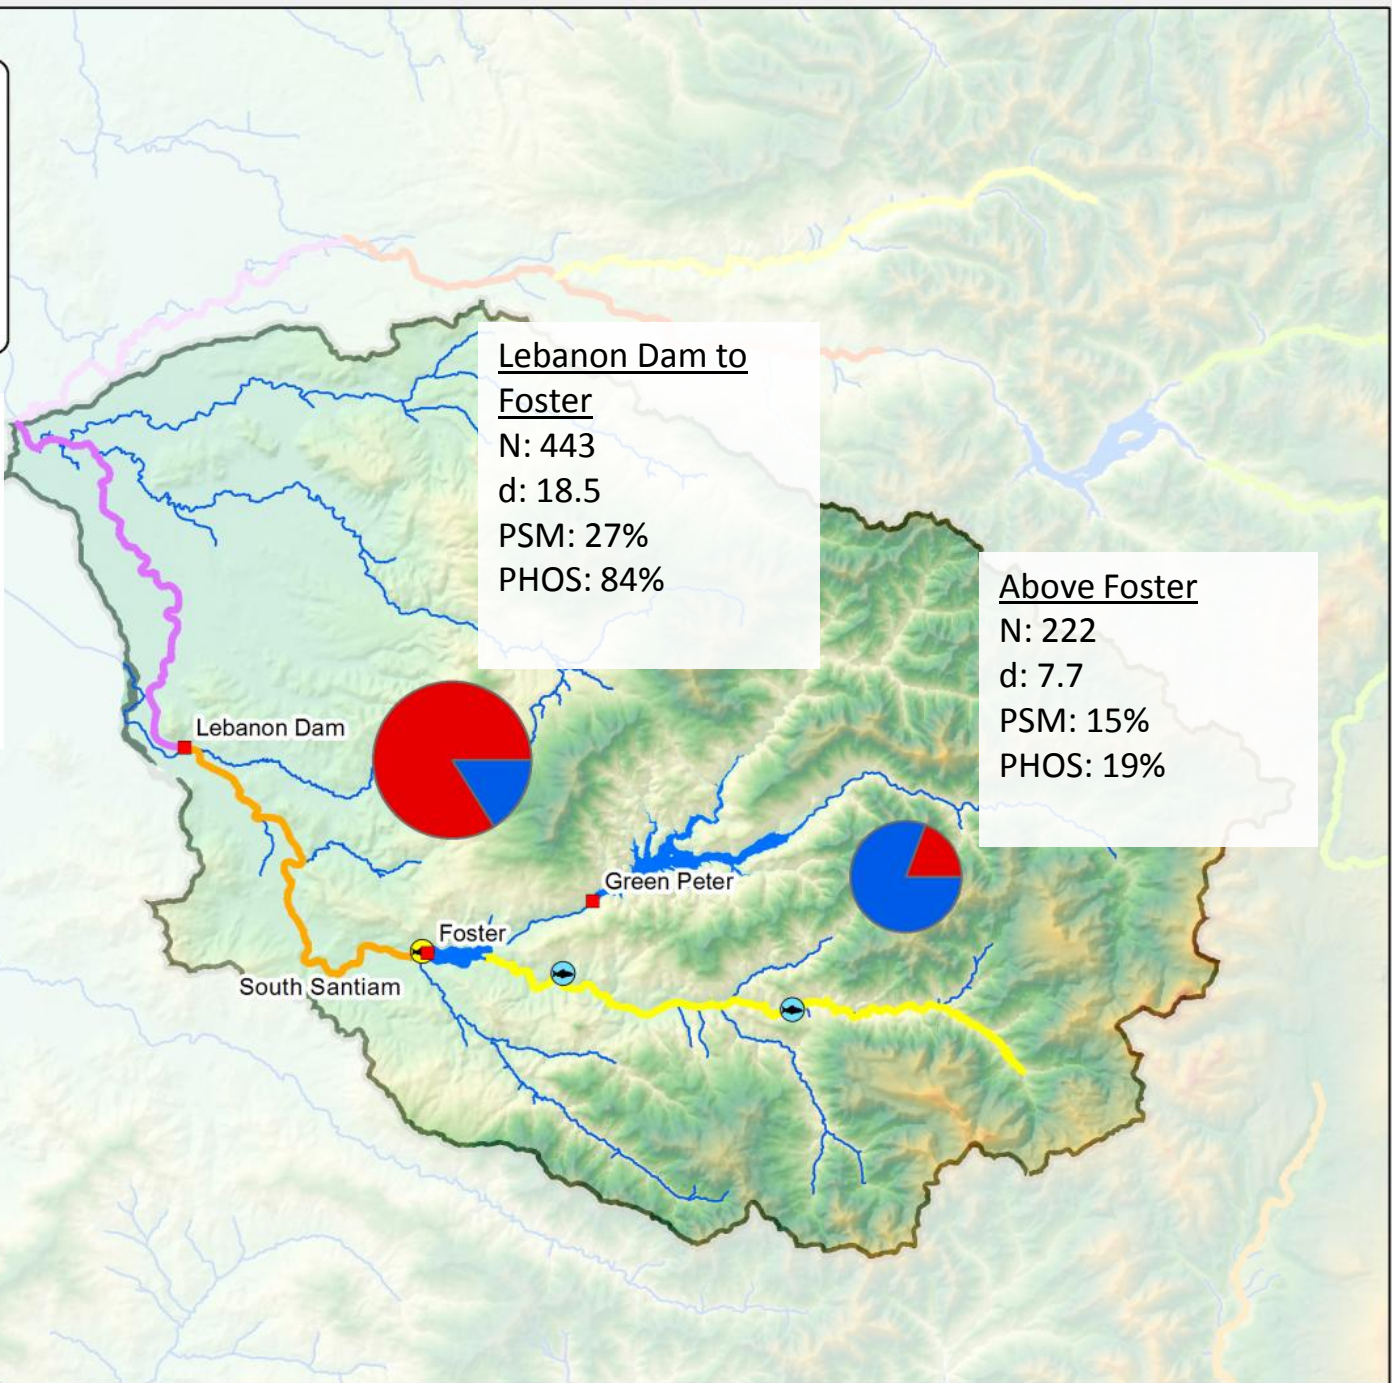 Lebanon Dam to
Foster
N: 443
d: 18.5
PSM: 27%
PHOS: 84%
Above Foster
N: 222
d: 7.7
PSM: 15%
PHOS: 19%
Lebanon Dam
Green Peter
Foster
South Santiam